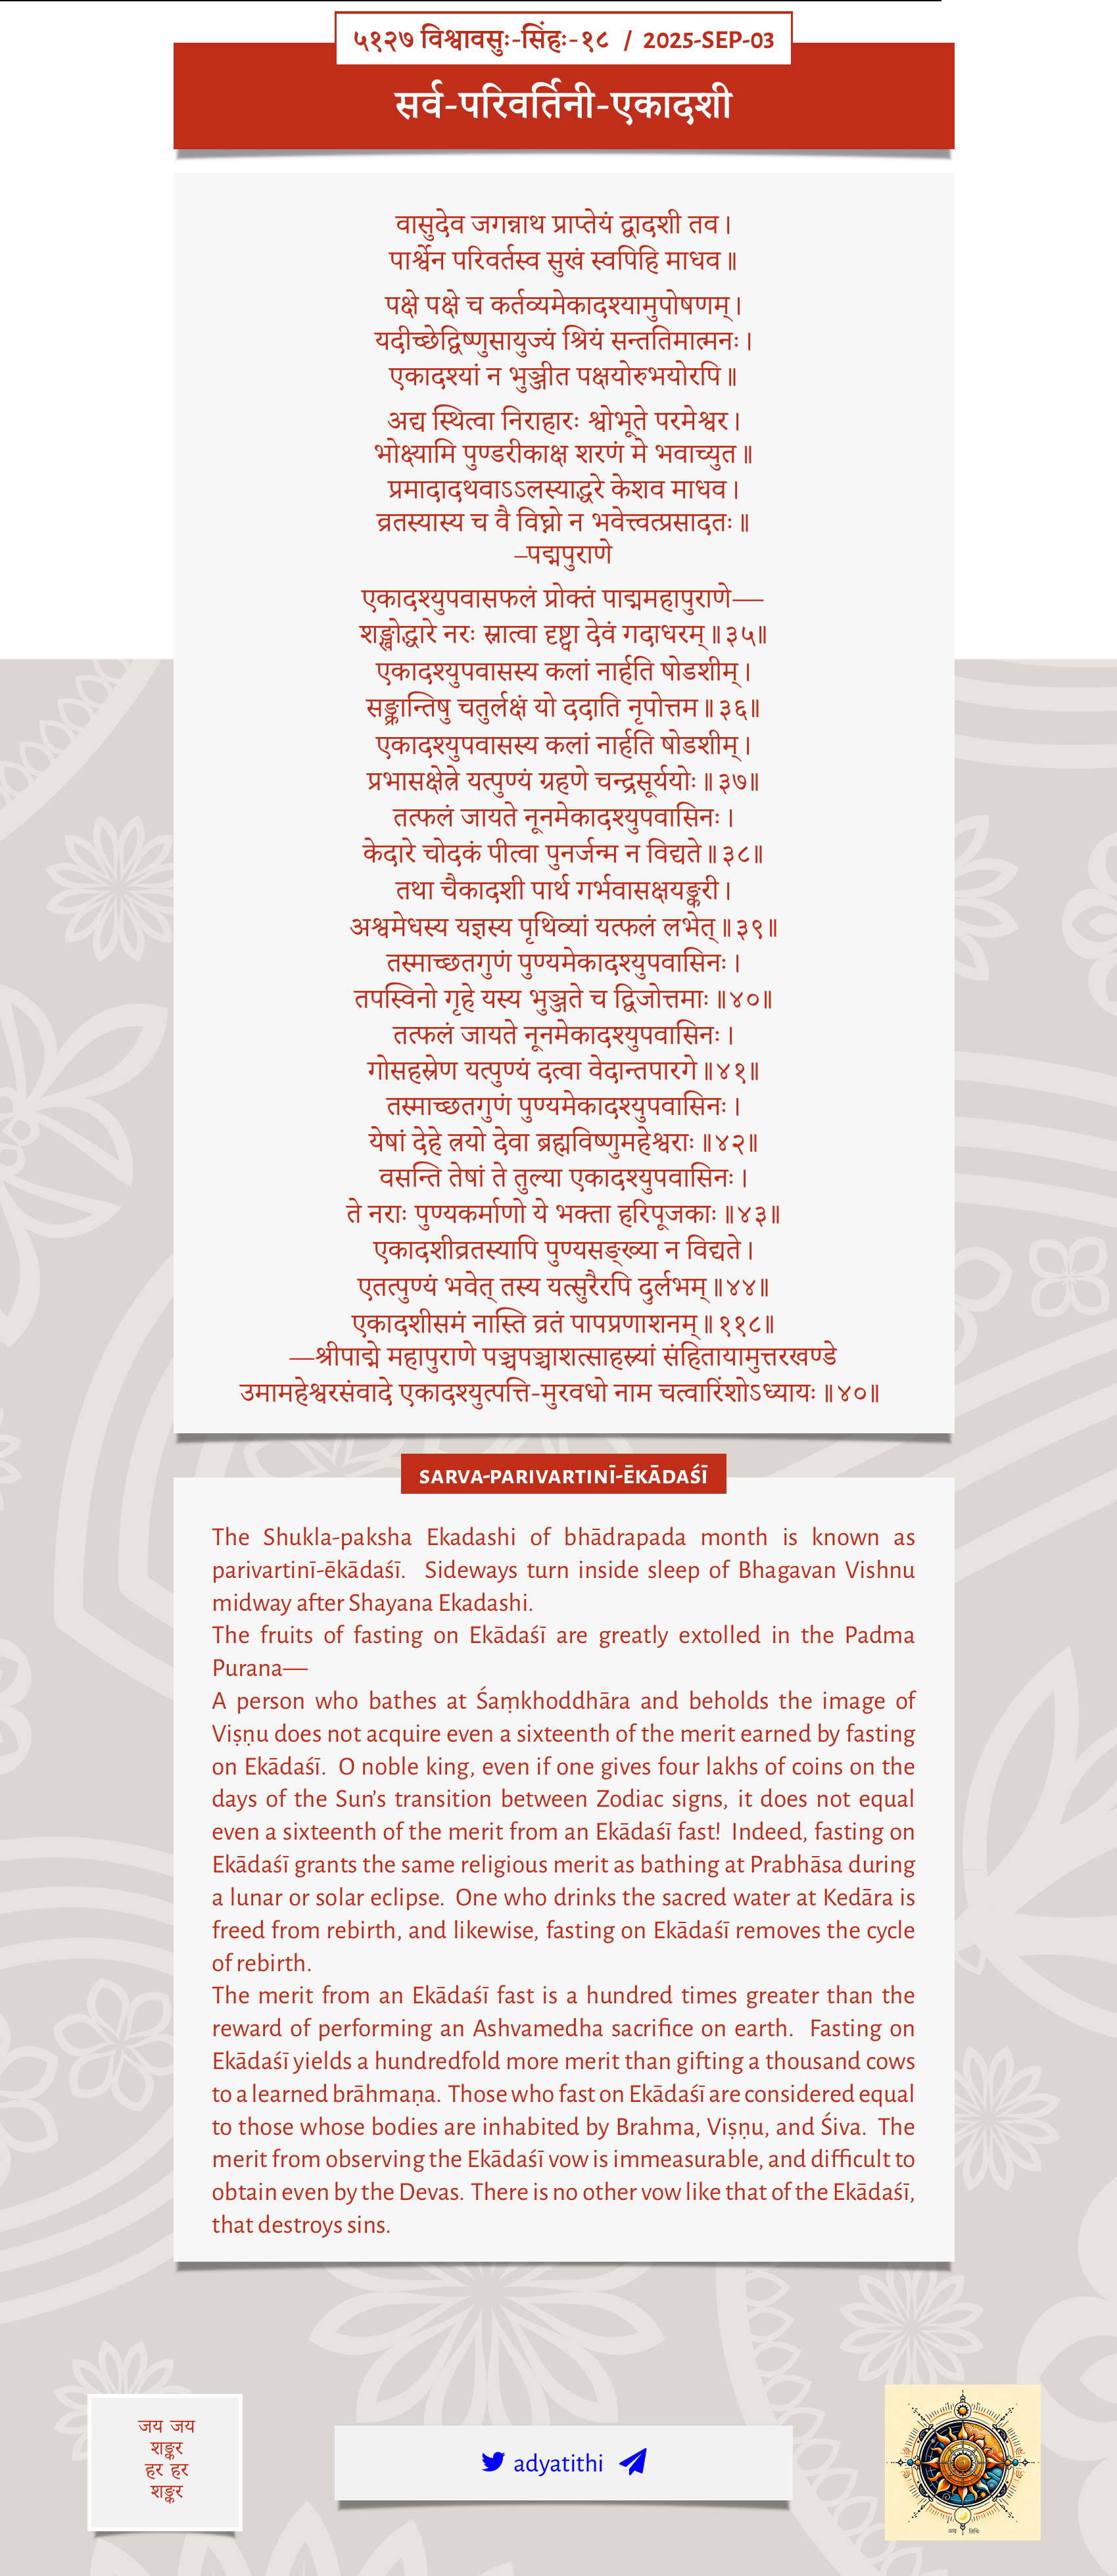 ५१२७ विश्वावसुः-सिंहः-१८ / 2025-SEP-03
सर्व-परिवर्तिनी-एकादशी
वासुदेव जगन्नाथ प्राप्तेयं द्वादशी तव।
पार्श्वेन परिवर्तस्व सुखं स्वपिहि माधव॥
पक्षे पक्षे च कर्तव्यमेकादश्यामुपोषणम्।
यदीच्छेद्विष्णुसायुज्यं श्रियं सन्ततिमात्मनः।
एकादश्यां न भुञ्जीत पक्षयोरुभयोरपि॥
अद्य स्थित्वा निराहारः श्वोभूते परमेश्वर।
भोक्ष्यामि पुण्डरीकाक्ष शरणं मे भवाच्युत॥
प्रमादादथवाऽऽलस्याद्धरे केशव माधव।
व्रतस्यास्य च वै विघ्नो न भवेत्त्वत्प्रसादतः॥
–पद्मपुराणे
एकादश्युपवासफलं प्रोक्तं पाद्ममहापुराणे—
शङ्खोद्धारे नरः स्नात्वा दृष्ट्वा देवं गदाधरम्॥३५॥
एकादश्युपवासस्य कलां नार्हति षोडशीम्।
सङ्क्रान्तिषु चतुर्लक्षं यो ददाति नृपोत्तम॥३६॥
एकादश्युपवासस्य कलां नार्हति षोडशीम्।
प्रभासक्षेत्रे यत्पुण्यं ग्रहणे चन्द्रसूर्ययोः॥३७॥
तत्फलं जायते नूनमेकादश्युपवासिनः।
केदारे चोदकं पीत्वा पुनर्जन्म न विद्यते॥३८॥
तथा चैकादशी पार्थ गर्भवासक्षयङ्करी।
अश्वमेधस्य यज्ञस्य पृथिव्यां यत्फलं लभेत्॥३९॥
तस्माच्छतगुणं पुण्यमेकादश्युपवासिनः।
तपस्विनो गृहे यस्य भुञ्जते च द्विजोत्तमाः॥४०॥
तत्फलं जायते नूनमेकादश्युपवासिनः।
गोसहस्रेण यत्पुण्यं दत्वा वेदान्तपारगे॥४१॥
तस्माच्छतगुणं पुण्यमेकादश्युपवासिनः।
येषां देहे त्रयो देवा ब्रह्मविष्णुमहेश्वराः॥४२॥
वसन्ति तेषां ते तुल्या एकादश्युपवासिनः।
ते नराः पुण्यकर्माणो ये भक्ता हरिपूजकाः॥४३॥
एकादशीव्रतस्यापि पुण्यसङ्ख्या न विद्यते।
एतत्पुण्यं भवेत् तस्य यत्सुरैरपि दुर्लभम्॥४४॥
एकादशीसमं नास्ति व्रतं पापप्रणाशनम्॥११८॥
—श्रीपाद्मे महापुराणे पञ्चपञ्चाशत्साहस्र्यां संहितायामुत्तरखण्डे
उमामहेश्वरसंवादे एकादश्युत्पत्ति-मुरवधो नाम चत्वारिंशोऽध्यायः॥४०॥
SARVA-PARIVARTINĪ-ĒKĀDAŚĪ
The Shukla-paksha Ekadashi of bhādrapada month is known as
parivartinī-ēkādaśī. Sideways turn inside sleep of Bhagavan Vishnu
midway after Shayana Ekadashi.
The fruits of fasting on Ekādaśī are greatly extolled in the Padma
Purana—
A person who bathes at Śaṃkhoddhāra and beholds the image of
Viṣṇu does not acquire even a sixteenth of the merit earned by fasting
on Ekādaśī. O noble king, even if one gives four lakhs of coins on the
days of the Sun's transition between Zodiac signs, it does not equal
even a sixteenth of the merit from an Ekādaśī fast! Indeed, fasting on
Ekādaśī grants the same religious merit as bathing at Prabhāsa during
a lunar or solar eclipse. One who drinks the sacred water at Kedāra is
freed from rebirth, and likewise, fasting on Ekādaśī removes the cycle
of rebirth.
The merit from an Ekādaśī fast is a hundred times greater than the
reward of performing an Ashvamedha sacrifice on earth. Fasting on
Ekādaśī yields a hundredfold more merit than gifting a thousand cows
to a learned brāhmaṇa. Those who fast on Ekādaśī are considered equal
to those whose bodies are inhabited by Brahma, Viṣṇu, and Śiva. The
merit from observing the Ekādaśī vow is immeasurable, and difficult to
obtain even by the Devas. There is no other vow like that of the Ekādaśī,
that destroys sins.
जय जय
शङ्कर
हर हर
शङ्कर
adyatithi